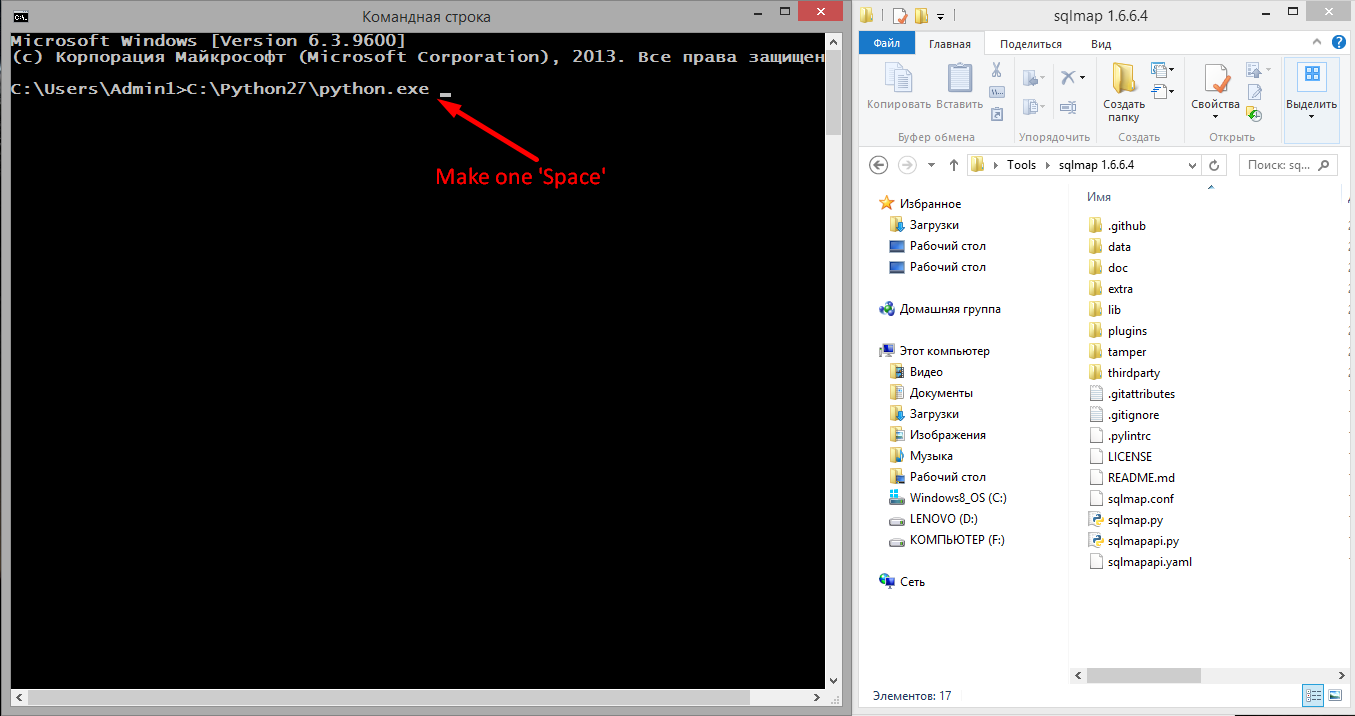 Командная строка
Microsoft Windows [Version 6.3.9600]
(c) Корпорация Майкрософт (Microsoft Corporation), 2013. Все права защищен
C:\Users\Admin1>C:\Python27\python.exe _
Make one 'Space'
sqlmap 1.6.6.4
Файл Главная Поделиться Вид
Копировать Вставить Создать папку Свойства Выделить
Буфер обмена Упорядочить Создать Открыть
Tools sqlmap 1.6.6.4 Поиск: sq...
Имя
Избранное
Загрузки
Рабочий стол
Рабочий стол
Домашняя группа
Этот компьютер
Видео
Документы
Загрузки
Изображения
Музыка
Рабочий стол
Windows8_OS (C:)
LENOVO (D:)
КОМПЬЮТЕР (F:)
Сеть
.github
data
doc
extra
lib
plugins
tamper
thirdparty
.gitattributes
.gitignore
.pylintrc
LICENSE
README.md
sqlmap.conf
sqlmap.py
sqlmapapi.py
sqlmapapi.yaml
Элементов: 17